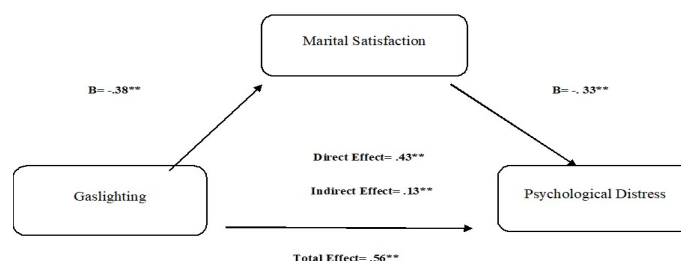 Marital Satisfaction
B= -.38**
B= -. 33**
Direct Effect= .43**
Indirect Effect= .13**
Gaslighting
Psychological Distress
Total Effect= .56**